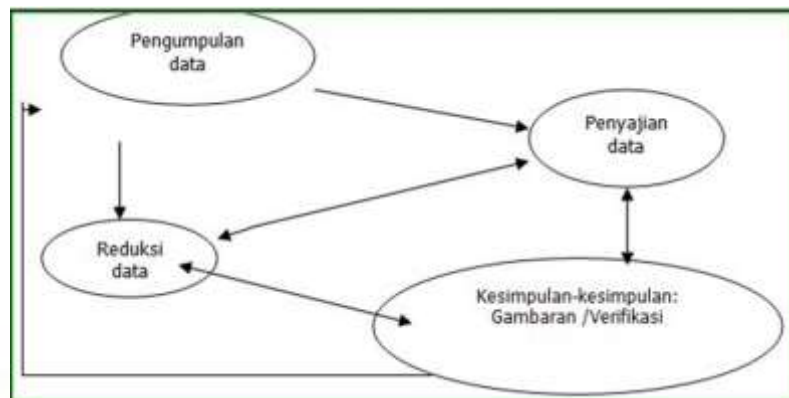 Pengumpulan
data
Penyajian
data
Reduksi
data
Kesimpulan-kesimpulan:
Gambaran /Verifikasi